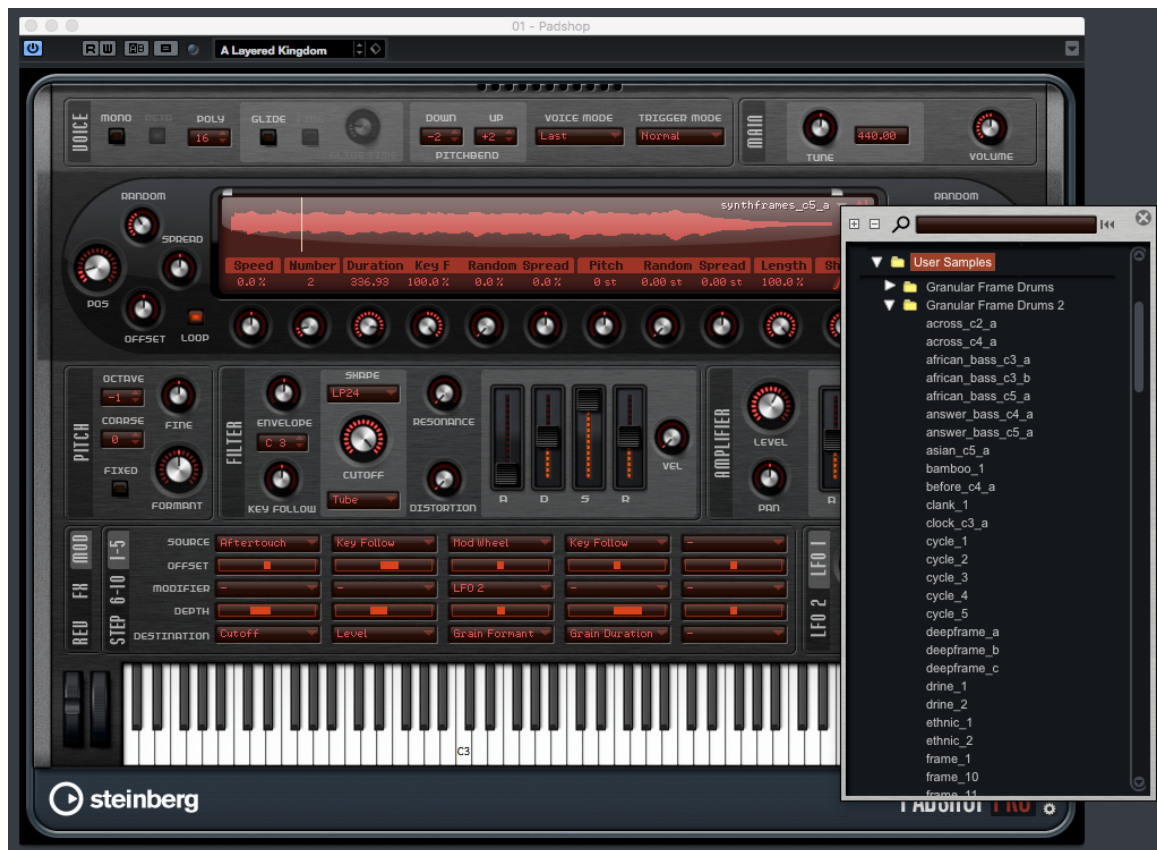 01 - Padshop
R W AB A Layered Kingdom
VOICE MONO RETR POLY GLIDE DOWN UP VOICE MODE TRIGGER MODE MAIN
16 -2 +2 Last Normal 440.00
GLIDE TIME PITCHBEND TUNE VOLUME
RANDOM RANDOM
SPREAD
POS
OFFSET LOOP
synthframes_c5_a
Speed Number Duration Key F Random Spread Pitch Random Spread Length Sh
0.0 % 2 336.93 100.0 % 0.0 % 0.0 % 0 st 0.00 st 0.00 st 100.0 %
PITCH
OCTAVE
-1
COARSE FINE
0
FIXED
FORMANT
FILTER
SHAPE
LP24
ENVELOPE RESONANCE
C 3
CUTOFF
Tube
KEY FOLLOW DISTORTION
A D S R
VEL
AMPLIFIER
LEVEL
PAN
A
MOD FX REV
1-5 6-10 STEP
SOURCE Aftertouch Key Follow Mod Wheel Key Follow -
OFFSET
MODIFIER - - LFO 2 - -
DEPTH
DESTINATION Cutoff Level Grain Formant Grain Duration -
LFO 1
LFO 2
C3
steinberg
PADSHOP PRO
User Samples
Granular Frame Drums
Granular Frame Drums 2
across_c2_a
across_c4_a
african_bass_c3_a
african_bass_c3_b
african_bass_c5_a
answer_bass_c4_a
answer_bass_c5_a
asian_c5_a
bamboo_1
before_c4_a
clank_1
clock_c3_a
cycle_1
cycle_2
cycle_3
cycle_4
cycle_5
deepframe_a
deepframe_b
deepframe_c
drine_1
drine_2
ethnic_1
ethnic_2
frame_1
frame_10
frame_11